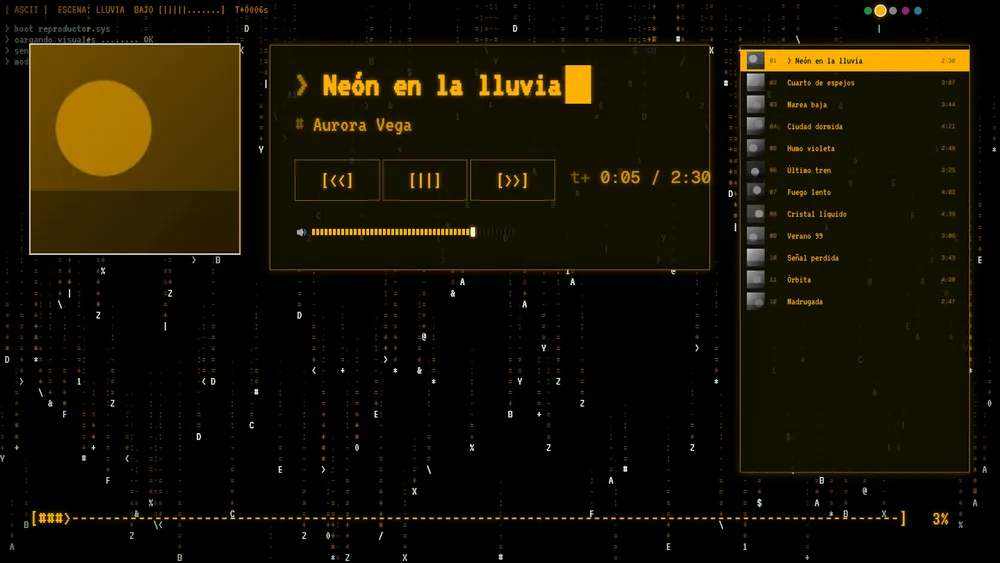 [ ASCII ] ESCENA: LLUVIA BAJO [|||||.......] T+0006s
> boot reproductor.sys
cargando visuales ........ OK
> Neón en la lluvia
# Aurora Vega
[<<] [||] [>>] t+ 0:05 / 2:30
01 > Neón en la lluvia 2:30
02 Cuarto de espejos 3:07
03 Marea baja 3:44
04 Ciudad dormida 4:21
05 Humo violeta 2:48
06 Último tren 3:25
07 Fuego lento 4:02
08 Cristal líquido 4:39
09 Verano 99 3:06
10 Señal perdida 3:43
11 Órbita 4:20
12 Madrugada 2:47
[###>--------------------] 3%